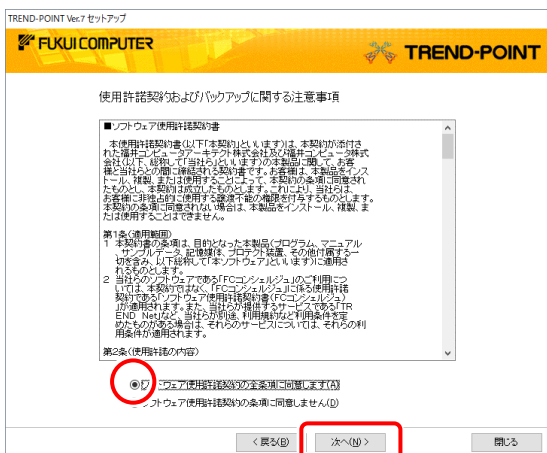 TREND-POINT Ver.7 セットアップ
FUKUI COMPUTER
TREND-POINT
使用許諾契約およびバックアップに関する注意事項
■ソフトウェア使用許諾契約書
本使用許諾契約書(以下「本契約」といいます)は、本契約が添付さ
れた福井コンピュータアーキテクト株式会社及び福井コンピュータ株式
会社(以下、総称して「当社ら」といいます)の本製品に関して、お客
様と当社らとの間に締結される契約書です。お客様は、本製品をインス
トール、複製、または使用することによって、本契約の条項に同意され
たものとし、本契約は成立したものとします。これにより、当社らは、
お客様に非独占的に使用する譲渡不能の権限を付与するものとします。
本契約の条項に同意されない場合は、本製品をインストール、複製、ま
たは使用することはできません。
第1条(適用範囲)
1 本契約書の条項は、目的となった本製品(プログラム、マニュアル
、サンプルデータ、記憶媒体、プロテクト装置、その他付属する一
切を含み、以下総称して「本ソフトウェア」といいます)に適用さ
れるものとします。
2 当社らのソフトウェアである「FCコンシェルジュ」のご利用につ
いては、本契約ではなく、「FCコンシェルジュ」に係る使用許諾
契約である「ソフトウェア使用許諾契約書(FCコンシェルジュ)
」が適用されます。また、当社らが提供するサービスである「TR
END Net」など、当社らが別途、利用規約など利用条件を定
めたものがある場合は、それらのサービスについては、それらの利
用条件が適用されます。
第2条(使用許諾の内容)
トウェア使用許諾契約の全条項に同意します(A)
フトウェア使用許諾契約の条項に同意しません(D)
< 戻る(B)
次へ(N) >
閉じる